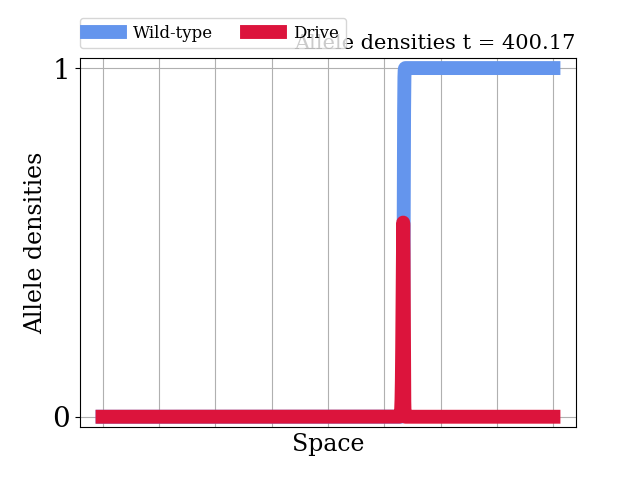 Wild-type Drive
Allele densities t = 400.17
1
Allele densities
0
Space